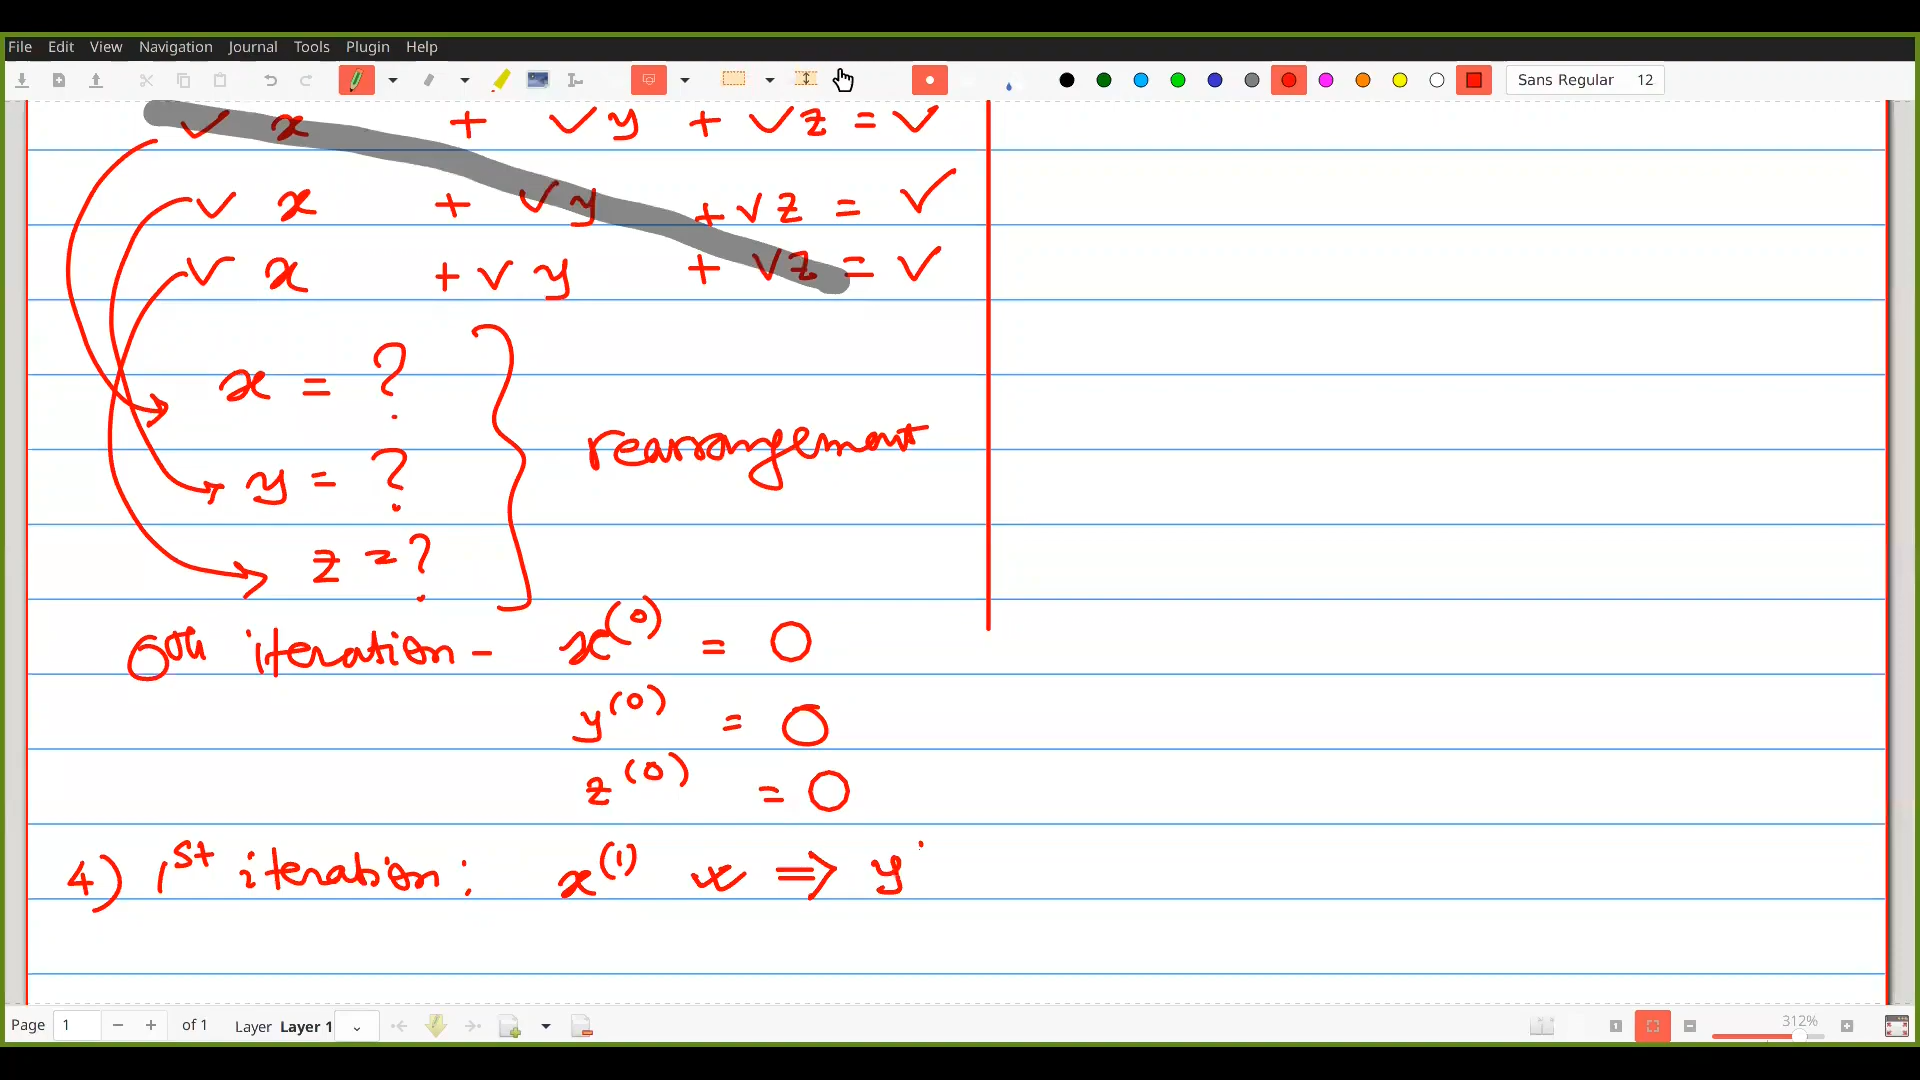 File Edit View Navigation Journal Tools Plugin Help
Sans Regular 12
✓ x + ✓ y + ✓ z = ✓
✓ x + ✓ y + ✓ z = ✓
✓ x + ✓ y + ✓ z = ✓
x = ?
y = ?
z = ?
rearrangement
0th iteration - x^(0) = 0
y^(0) = 0
z^(0) = 0
4) 1st iteration : x^(1) ⇒ y
Page 1 of 1 Layer Layer 1 312%